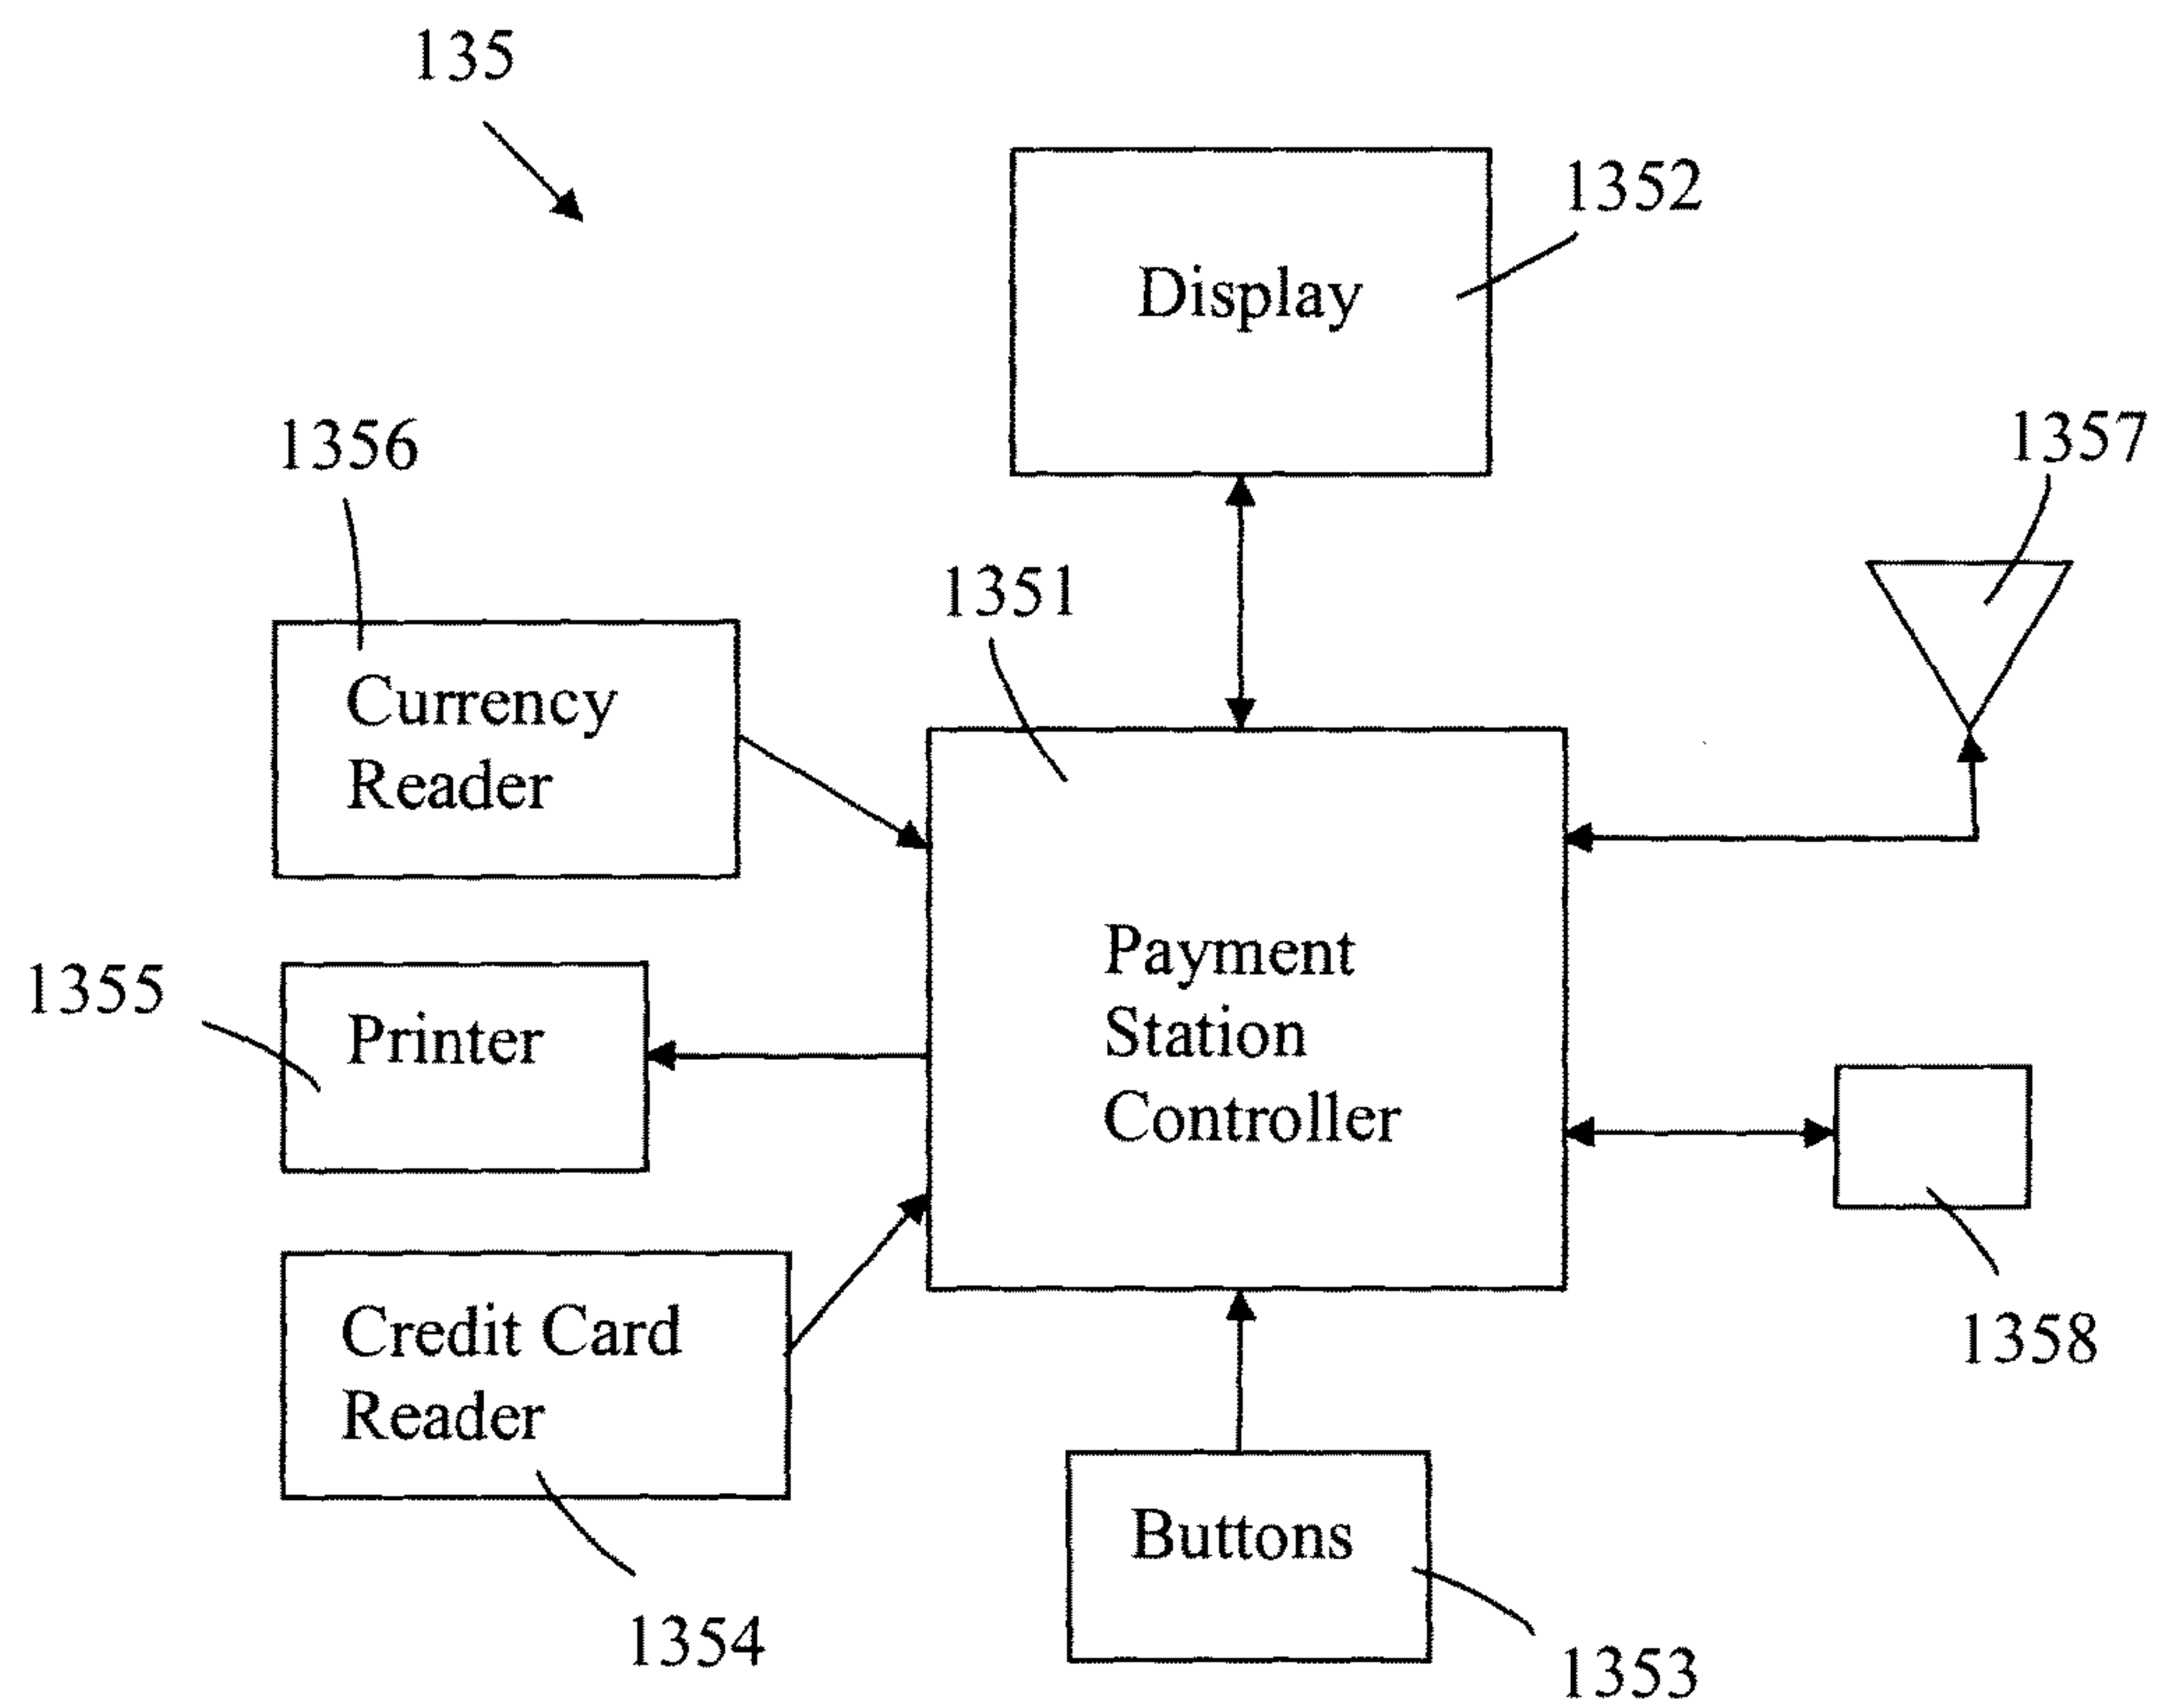 135
1352
Display
1356
1357
1351
Currency
Reader
Payment
Station
Controller
1355
Printer
1358
Credit Card
Reader
Buttons
1354
1353